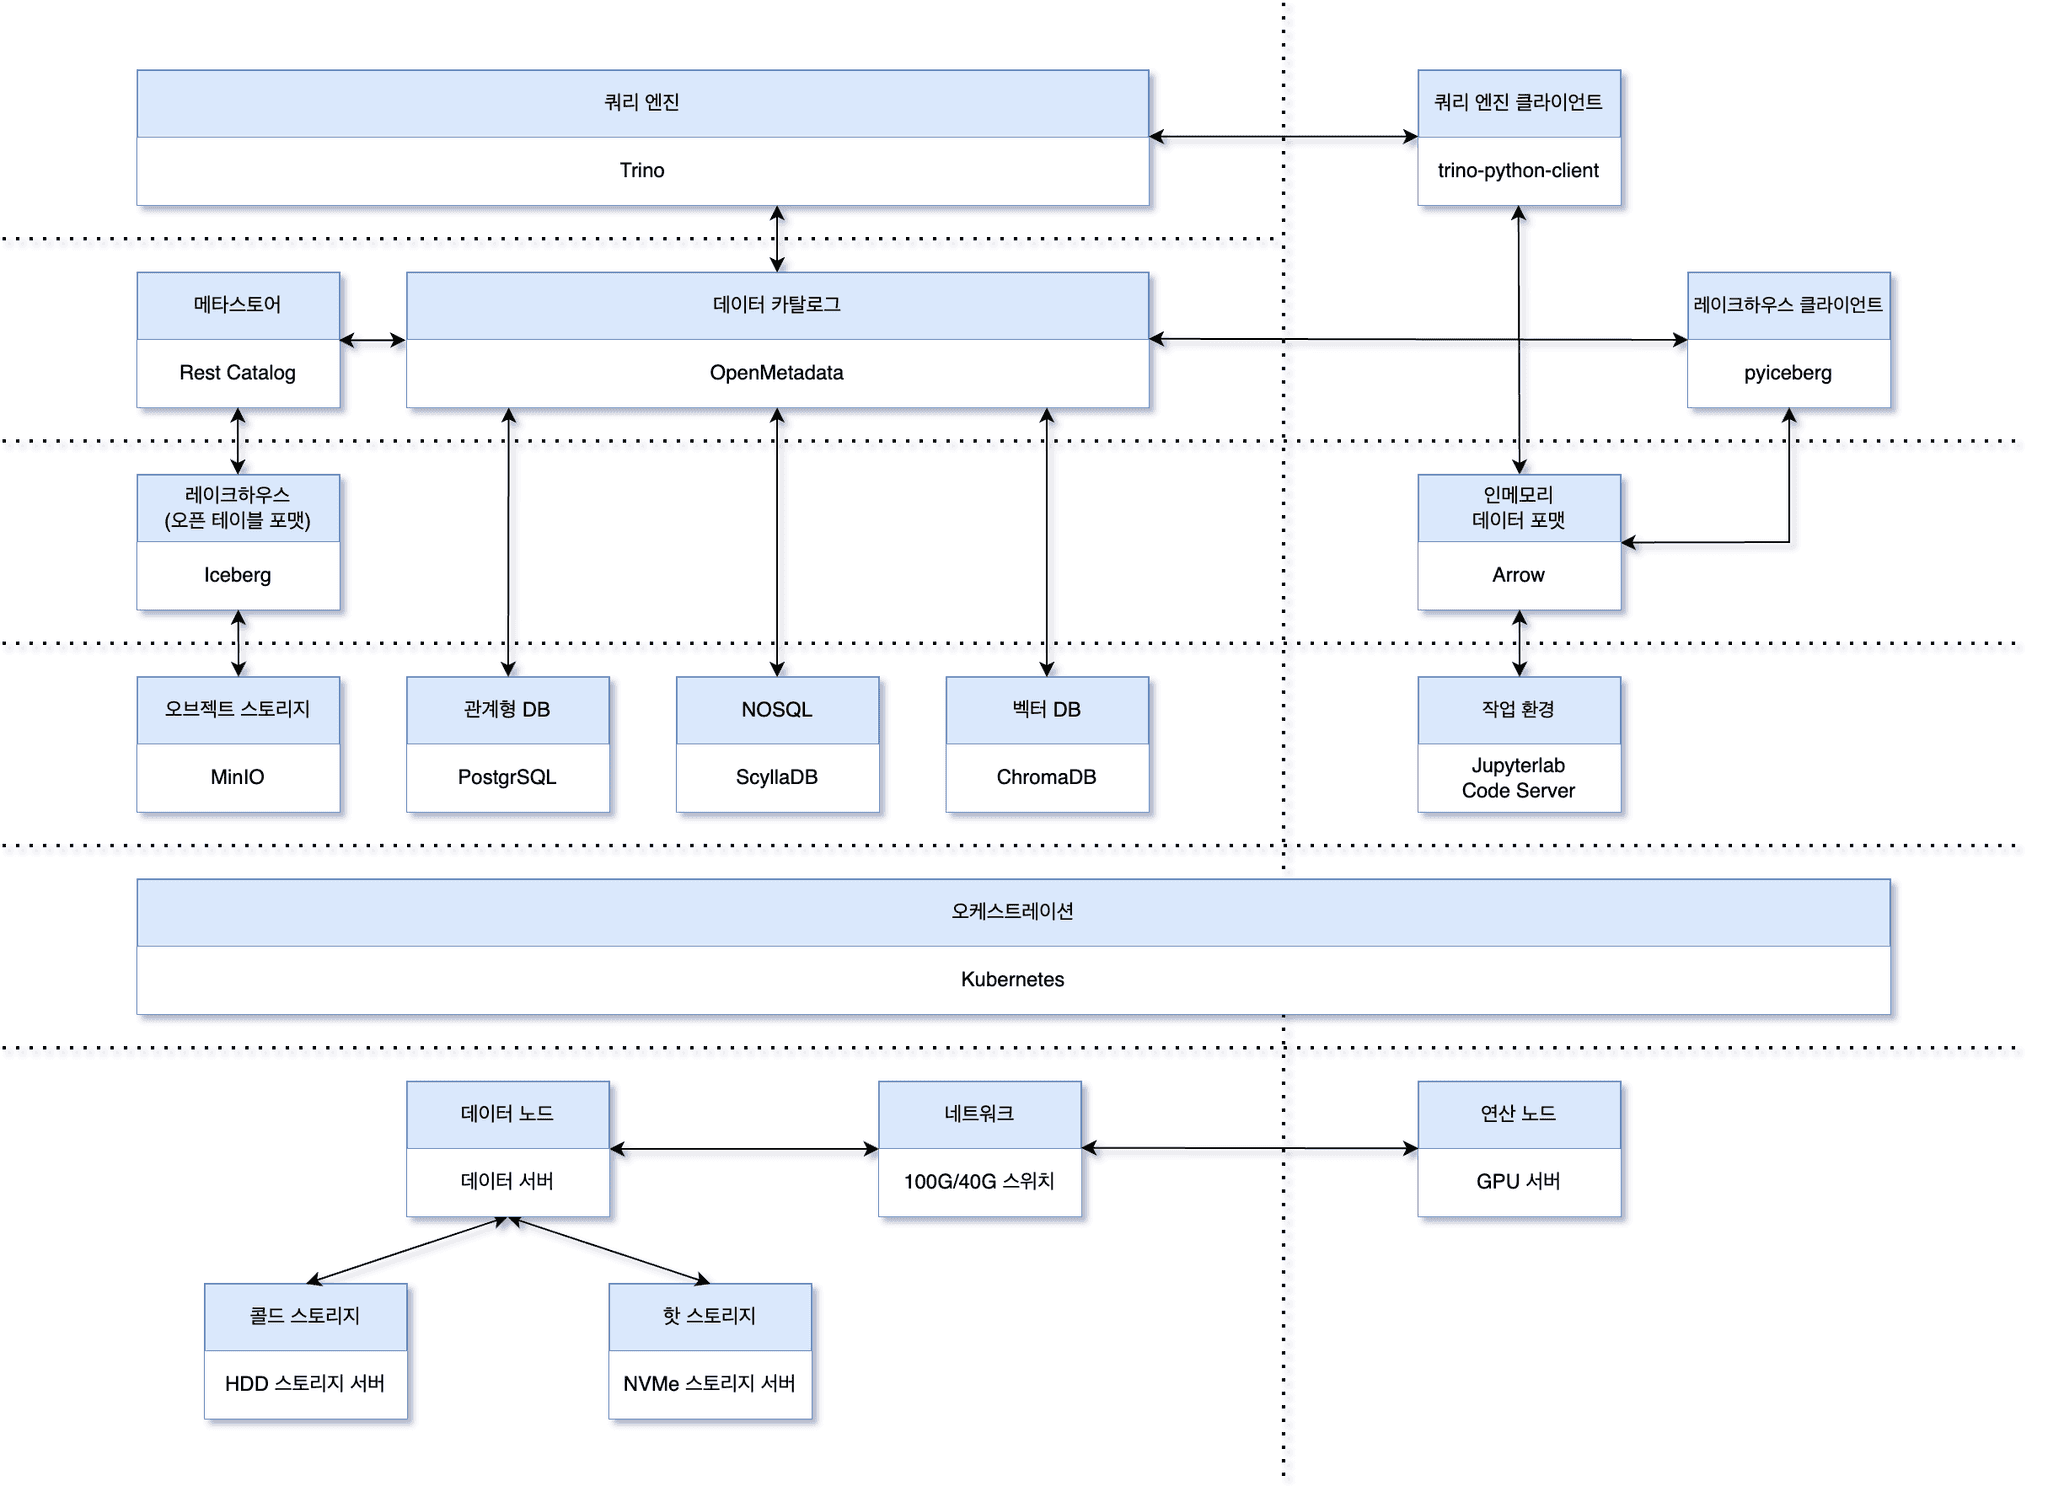 쿼리 엔진
Trino
쿼리 엔진 클라이언트
trino-python-client
메타스토어
Rest Catalog
데이터 카탈로그
OpenMetadata
레이크하우스 클라이언트
pyiceberg
레이크하우스
(오픈 테이블 포맷)
Iceberg
인메모리
데이터 포맷
Arrow
오브젝트 스토리지
MinIO
관계형 DB
PostgrSQL
NOSQL
ScyllaDB
벡터 DB
ChromaDB
작업 환경
Jupyterlab
Code Server
오케스트레이션
Kubernetes
데이터 노드
데이터 서버
네트워크
100G/40G 스위치
연산 노드
GPU 서버
콜드 스토리지
HDD 스토리지 서버
핫 스토리지
NVMe 스토리지 서버